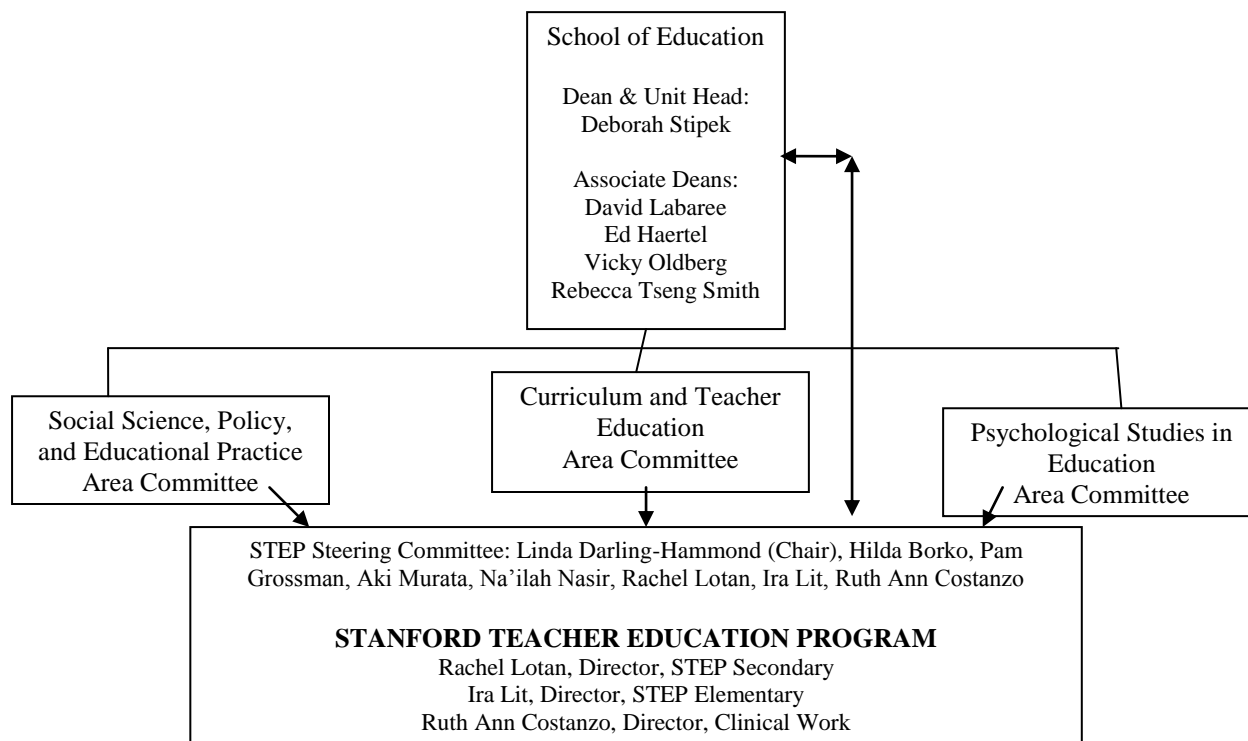 School of Education
Dean & Unit Head:
Deborah Stipek
Associate Deans:
David Labaree
Ed Haertel
Vicky Oldberg
Rebecca Tseng Smith
Social Science, Policy,
and Educational Practice
Area Committee
Curriculum and Teacher
Education
Area Committee
Psychological Studies in
Education
Area Committee
STEP Steering Committee: Linda Darling-Hammond (Chair), Hilda Borko, Pam
Grossman, Aki Murata, Na’ilah Nasir, Rachel Lotan, Ira Lit, Ruth Ann Costanzo
STANFORD TEACHER EDUCATION PROGRAM
Rachel Lotan, Director, STEP Secondary
Ira Lit, Director, STEP Elementary
Ruth Ann Costanzo, Director, Clinical Work